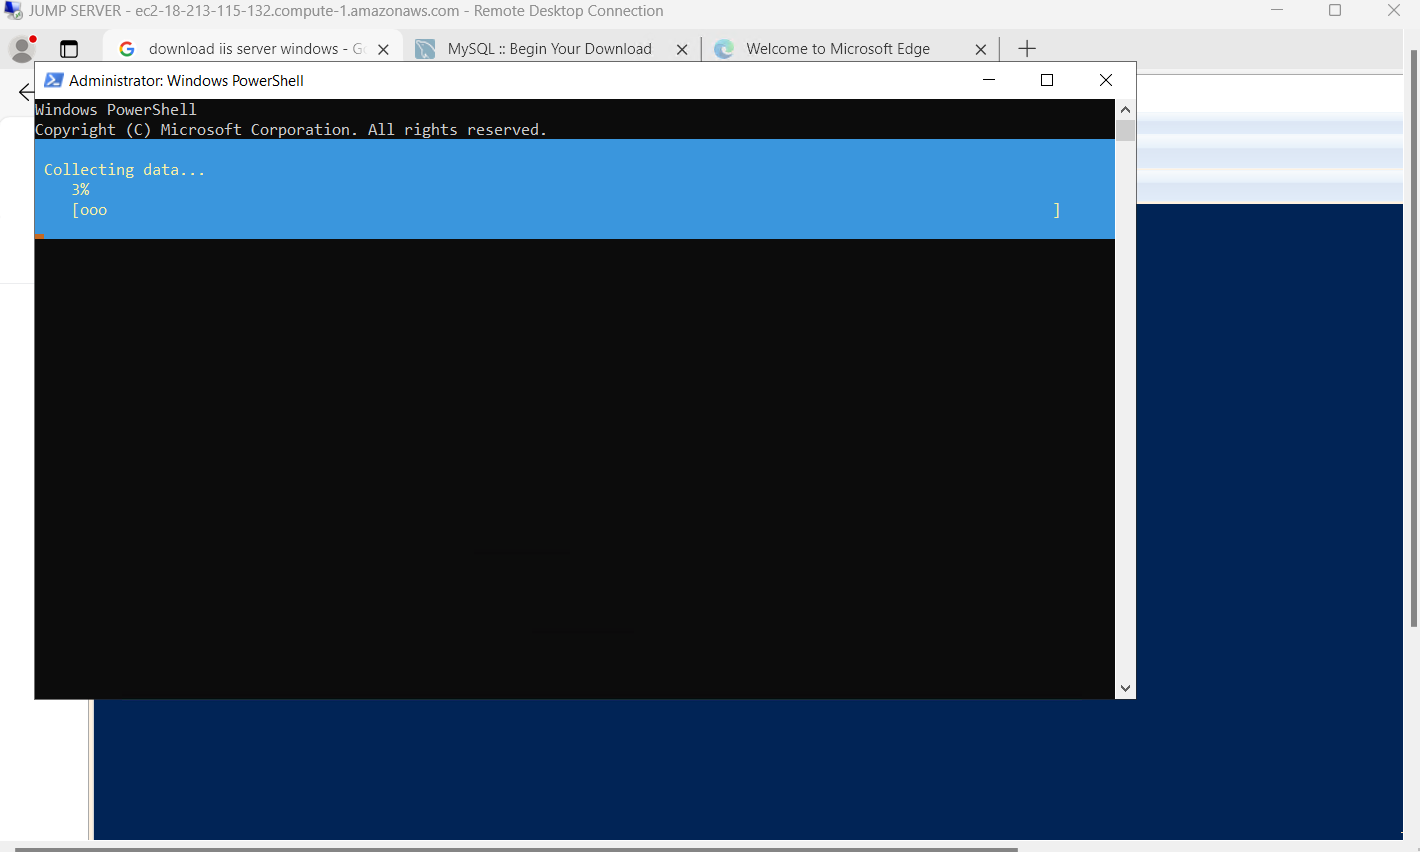 JUMP SERVER - ec2-18-213-115-132.compute-1.amazonaws.com - Remote Desktop Connection
download iis server windows - Go
MySQL :: Begin Your Download
Welcome to Microsoft Edge
Administrator: Windows PowerShell
Windows PowerShell
Copyright (C) Microsoft Corporation. All rights reserved.
Collecting data...
3%
[ooo ]